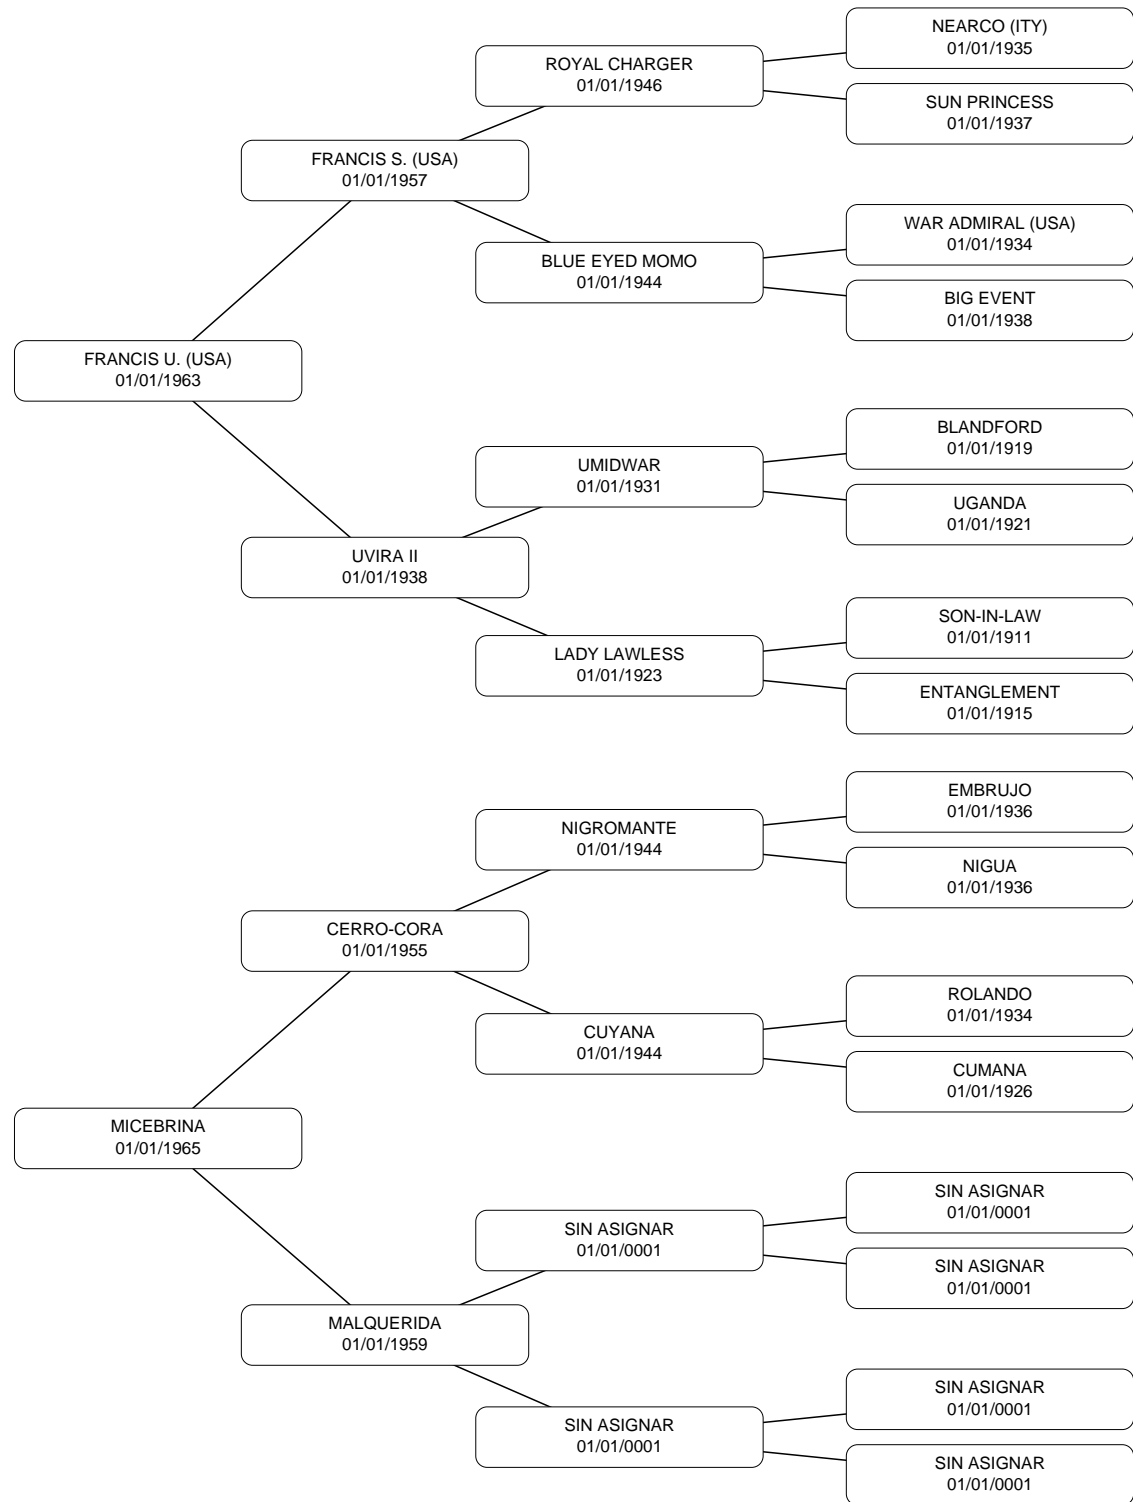 NEARCO (ITY)
01/01/1935
ROYAL CHARGER
01/01/1946
SUN PRINCESS
01/01/1937
FRANCIS S. (USA)
01/01/1957
WAR ADMIRAL (USA)
01/01/1934
BLUE EYED MOMO
01/01/1944
BIG EVENT
01/01/1938
FRANCIS U. (USA)
01/01/1963
BLANDFORD
01/01/1919
UMIDWAR
01/01/1931
UGANDA
01/01/1921
UVIRA II
01/01/1938
SON-IN-LAW
01/01/1911
LADY LAWLESS
01/01/1923
ENTANGLEMENT
01/01/1915
EMBRUJO
01/01/1936
NIGROMANTE
01/01/1944
NIGUA
01/01/1936
CERRO-CORA
01/01/1955
ROLANDO
01/01/1934
CUYANA
01/01/1944
CUMANA
01/01/1926
MICEBRINA
01/01/1965
SIN ASIGNAR
01/01/0001
SIN ASIGNAR
01/01/0001
SIN ASIGNAR
01/01/0001
MALQUERIDA
01/01/1959
SIN ASIGNAR
01/01/0001
SIN ASIGNAR
01/01/0001
SIN ASIGNAR
01/01/0001